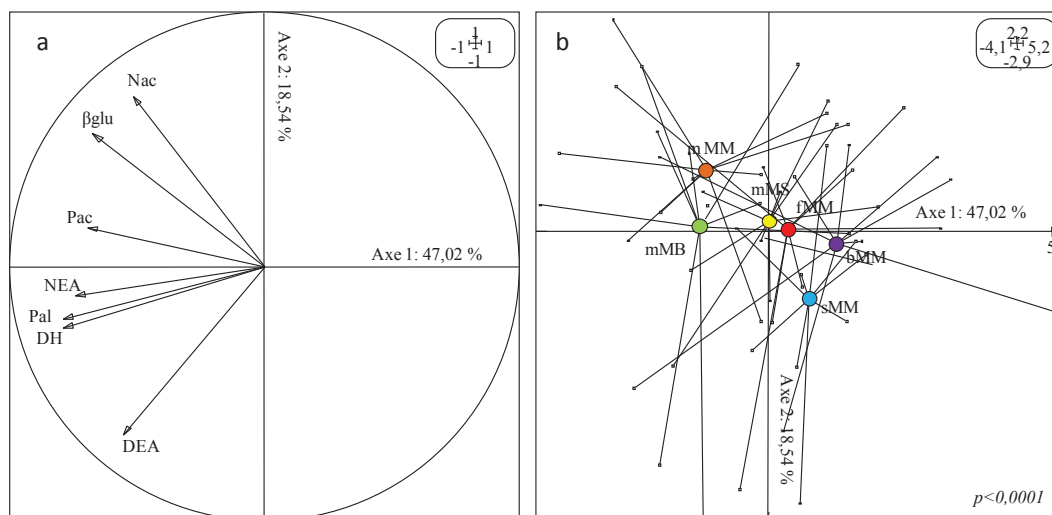 a
1
-1 1
-1
Axe 2: 18,54 %
Nac
βglu
Pac
Axe 1: 47,02 %
NEA
Pal
DH
DEA
b
2,2
-4,1 5,2
-2,9
m MM
mMS
fMM
Axe 1: 47,02 %
mMB
bMM
5
sMM
Axe 2: 18,54 %
p<0,0001